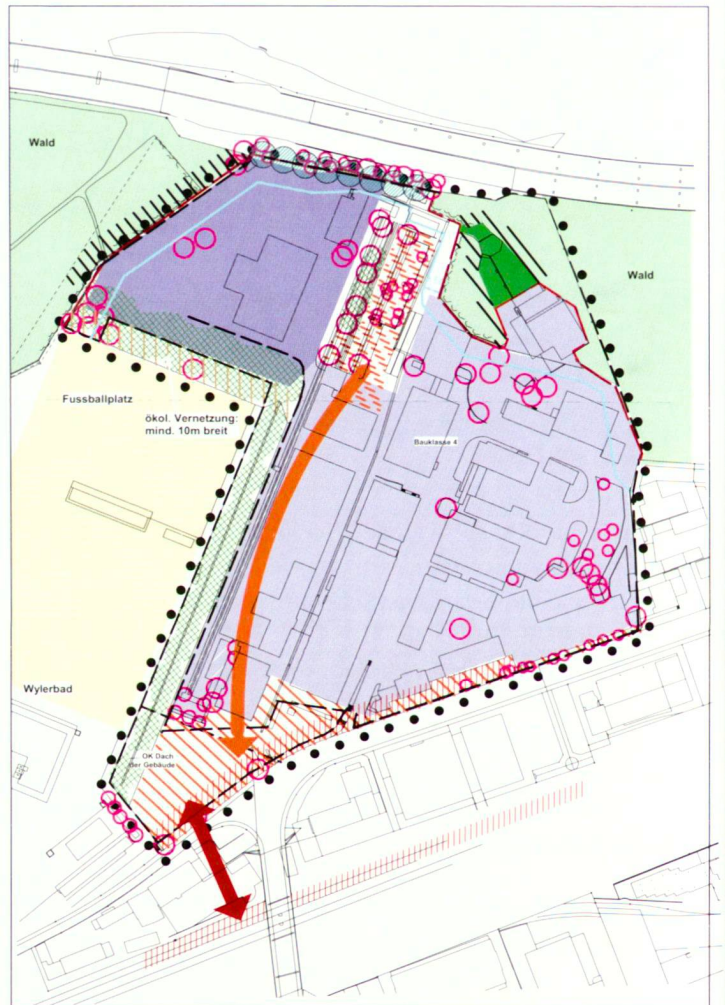 Wald
Wald
Fussballplatz
ökol. Vernetzung:
mind. 10m breit
Bauklasse 4
Wylerbad
OK Dach
der Gebäude